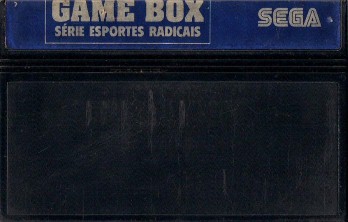 GAME BOX
SÉRIE ESPORTES RADICAIS
SEGA